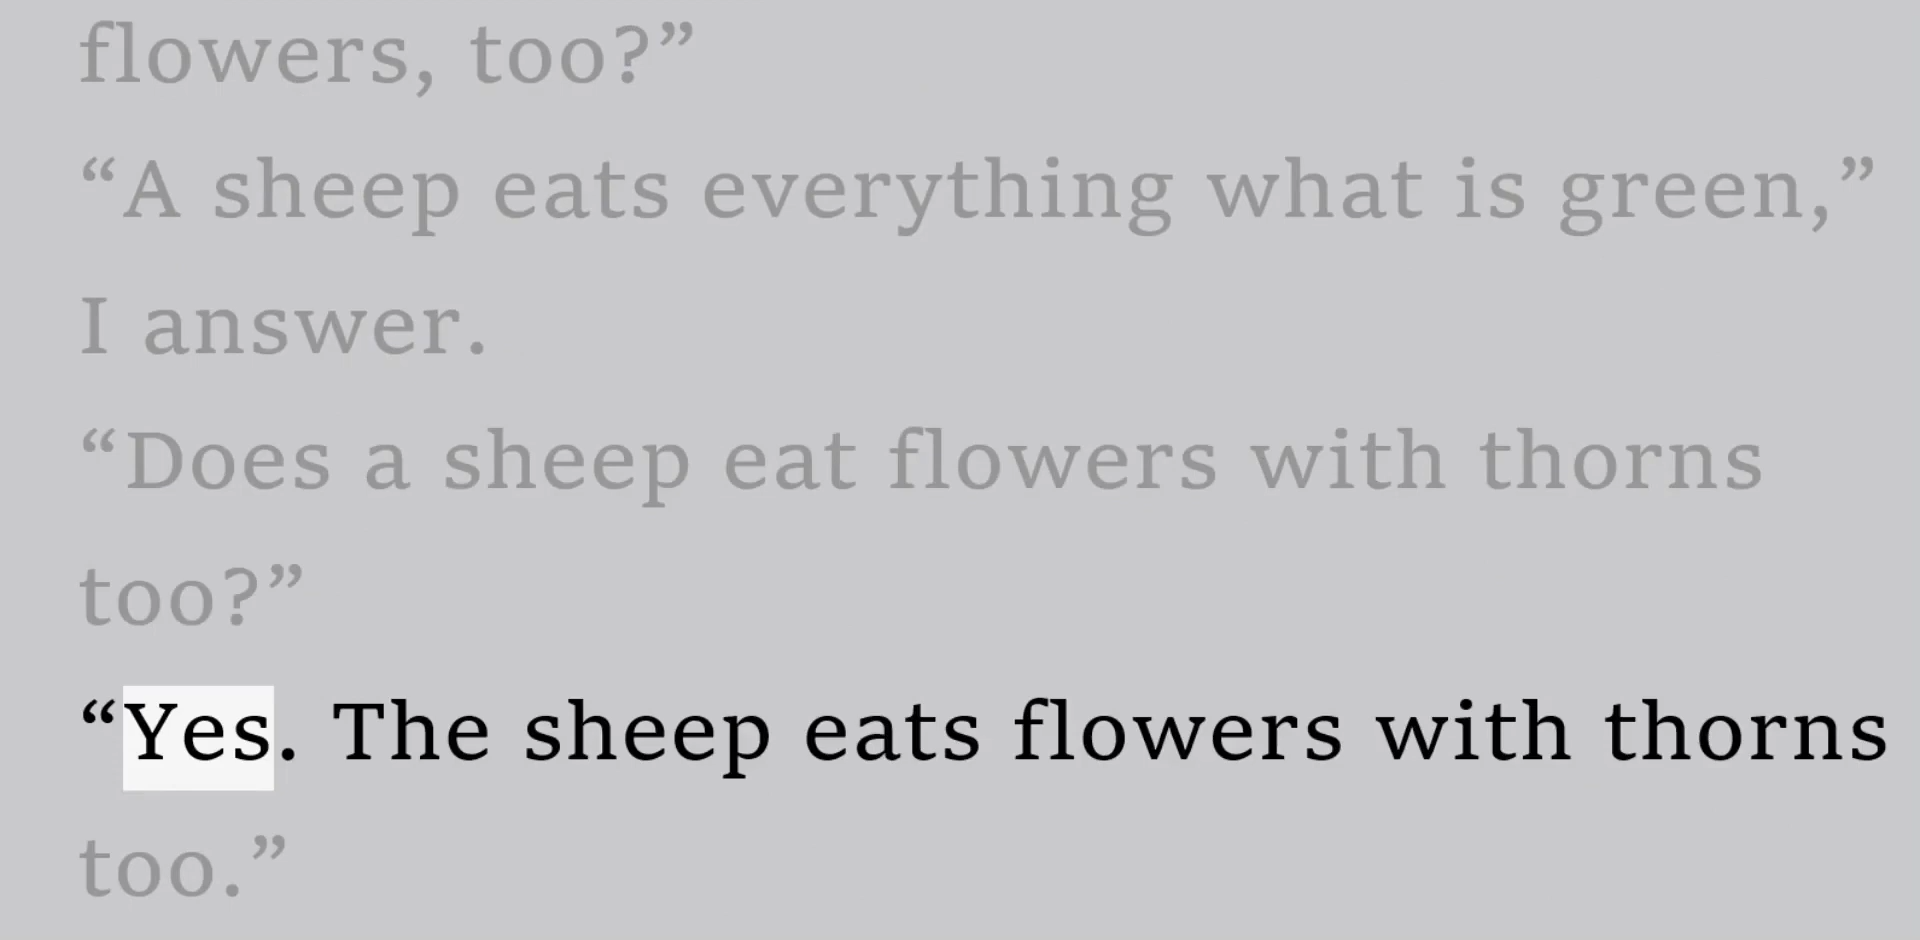 flowers, too?”
“A sheep eats everything what is green,”
I answer.
“Does a sheep eat flowers with thorns
too?”
“Yes. The sheep eats flowers with thorns
too.”